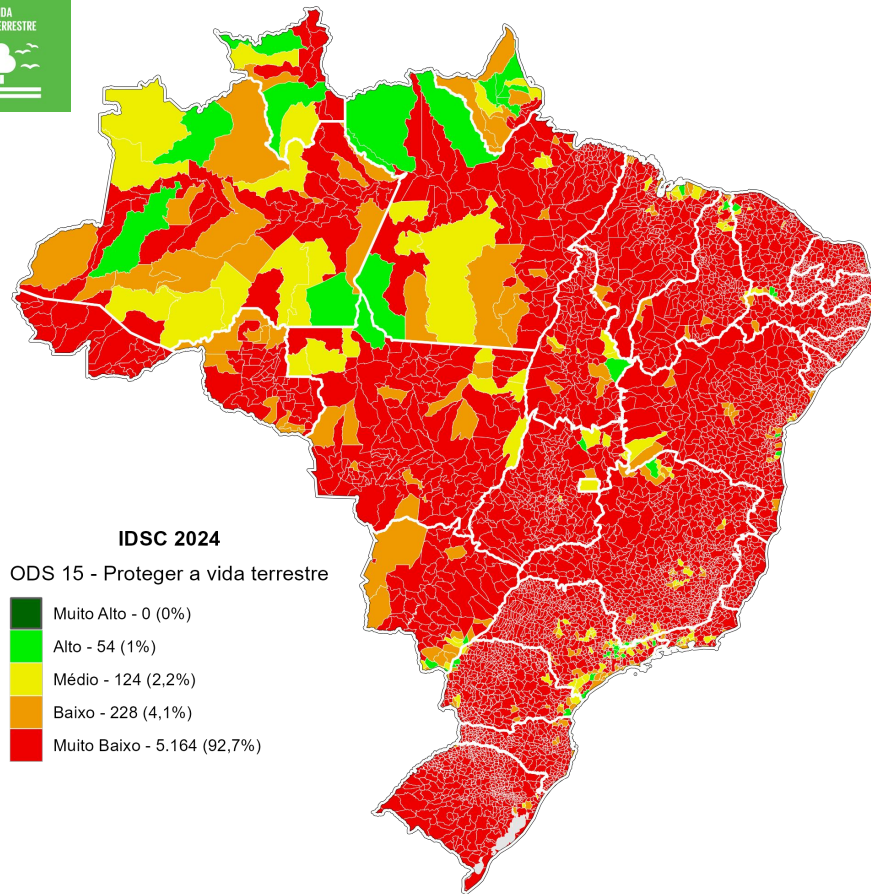 DA
ERRESTRE
IDSC 2024
ODS 15 - Proteger a vida terrestre
Muito Alto - 0 (0%)
Alto - 54 (1%)
Médio - 124 (2,2%)
Baixo - 228 (4,1%)
Muito Baixo - 5.164 (92,7%)